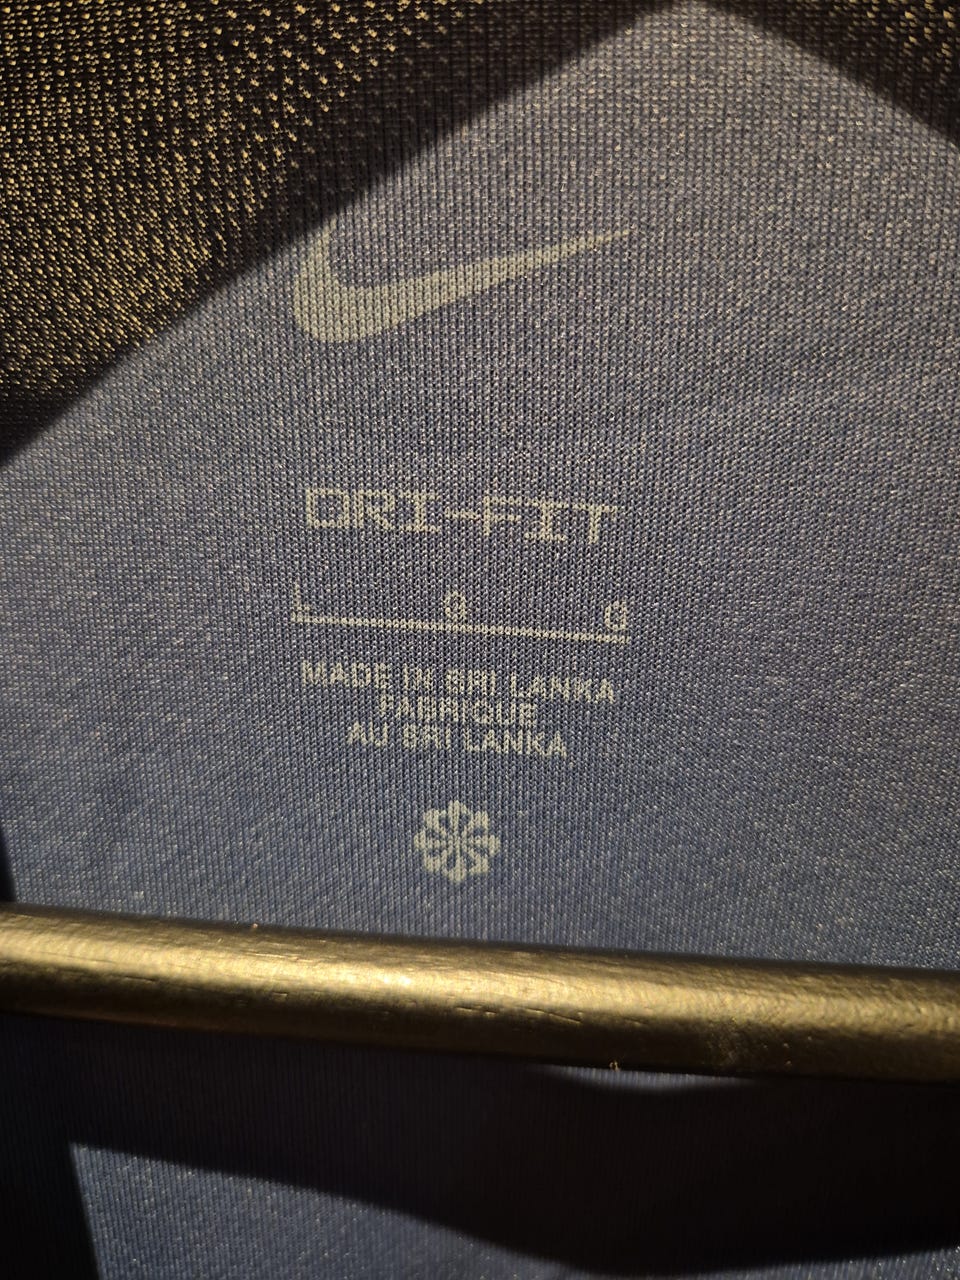 DRI-FIT
L G G
MADE IN SRI LANKA
FABRIQUE
AU SRI LANKA